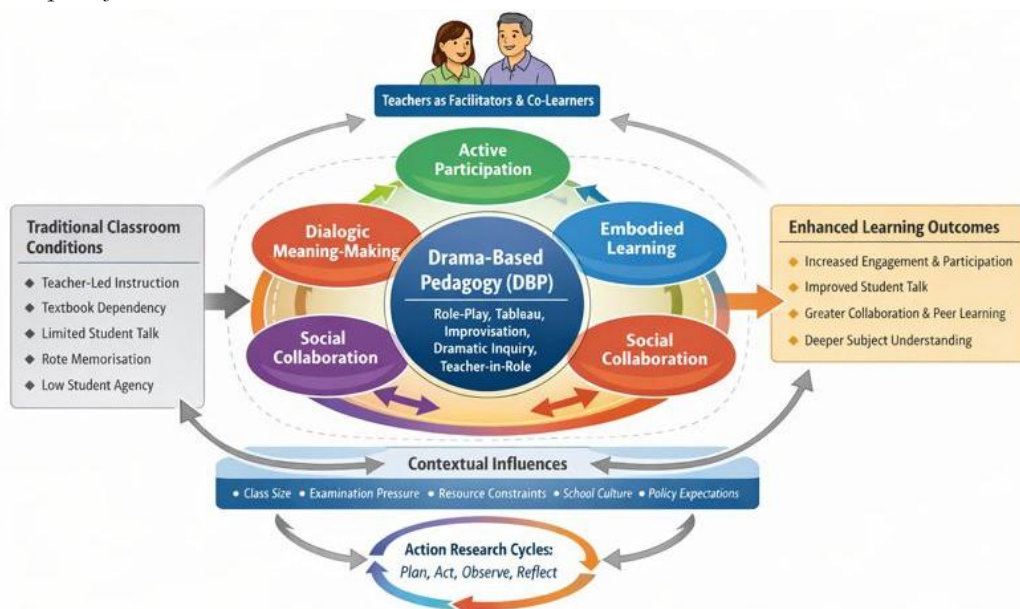 Teachers as Facilitators & Co-Learners
Active
Participation
Dialogic
Meaning-Making
Embodied
Learning
Traditional Classroom
Conditions
◆ Teacher-Led Instruction
◆ Textbook Dependency
◆ Limited Student Talk
◆ Rote Memorisation
◆ Low Student Agency
Drama-Based
Pedagogy (DBP)
Role-Play, Tableau,
Improvisation,
Dramatic Inquiry,
Teacher-in-Role
Social
Collaboration
Social
Collaboration
Enhanced Learning Outcomes
◆ Increased Engagement & Participation
◆ Improved Student Talk
◆ Greater Collaboration & Peer Learning
◆ Deeper Subject Understanding
Contextual Influences
• Class Size • Examination Pressure • Resource Constraints • School Culture • Policy Expectations
Action Research Cycles:
Plan, Act, Observe, Reflect